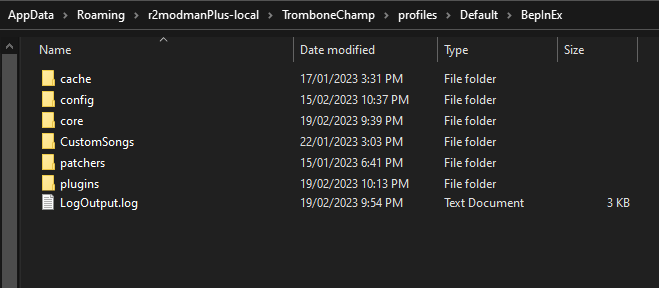 AppData > Roaming > r2modmanPlus-local > TromboneChamp > profiles > Default > BepInEx
Name Date modified Type Size
cache 17/01/2023 3:31 PM File folder
config 15/02/2023 10:37 PM File folder
core 19/02/2023 9:39 PM File folder
CustomSongs 22/01/2023 3:03 PM File folder
patchers 15/01/2023 6:41 PM File folder
plugins 19/02/2023 10:13 PM File folder
LogOutput.log 19/02/2023 9:54 PM Text Document 3 KB